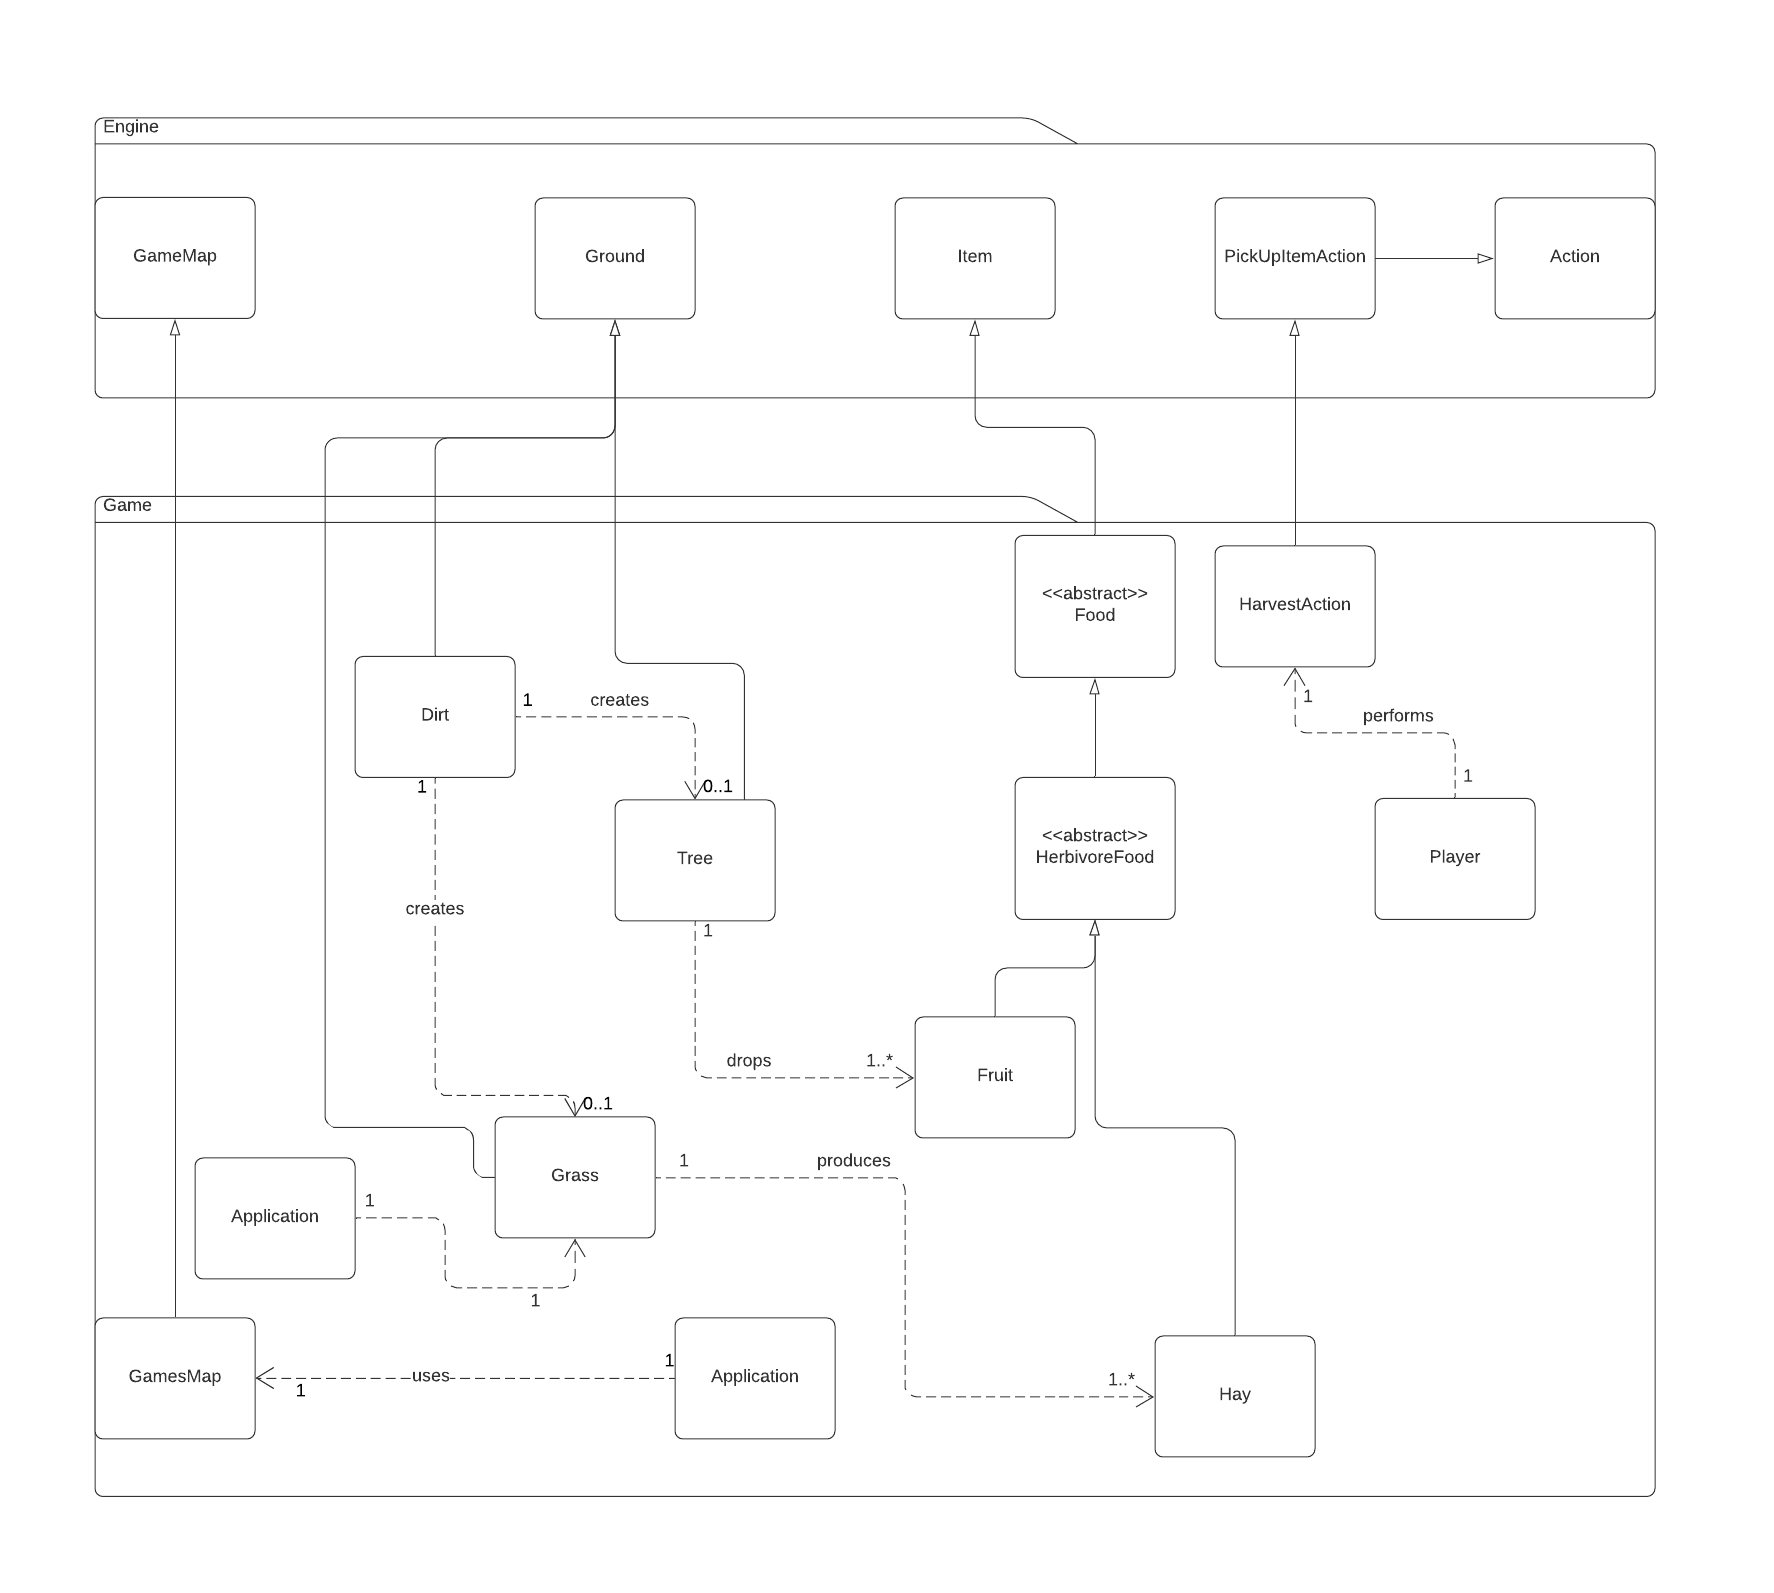 Engine
GameMap
Ground
Item
PickUpItemAction
Action
Game
<<abstract>>
Food
HarvestAction
1
performs
1
Dirt
1
creates
0..1
1
creates
Tree
1
<<abstract>>
HerbivoreFood
Player
drops
1..*
Fruit
0..1
Grass
1
produces
Application
1
1
GamesMap
1
uses
1
Application
1..*
Hay